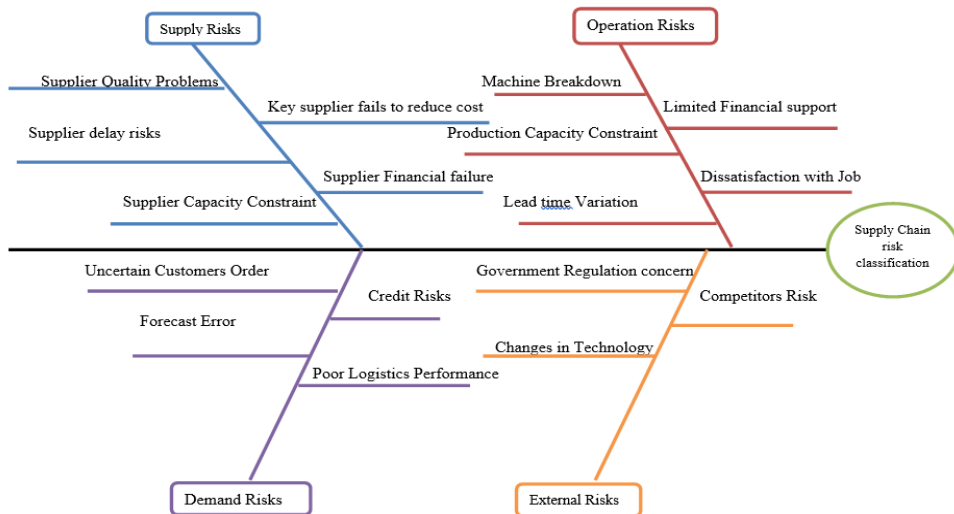 Supply Risks
Operation Risks
Supplier Quality Problems
Machine Breakdown
Key supplier fails to reduce cost
Limited Financial support
Supplier delay risks
Production Capacity Constraint
Supplier Financial failure
Dissatisfaction with Job
Supplier Capacity Constraint
Lead time Variation
Supply Chain
risk
classification
Uncertain Customers Order
Government Regulation concern
Credit Risks
Competitors Risk
Forecast Error
Changes in Technology
Poor Logistics Performance
Demand Risks
External Risks